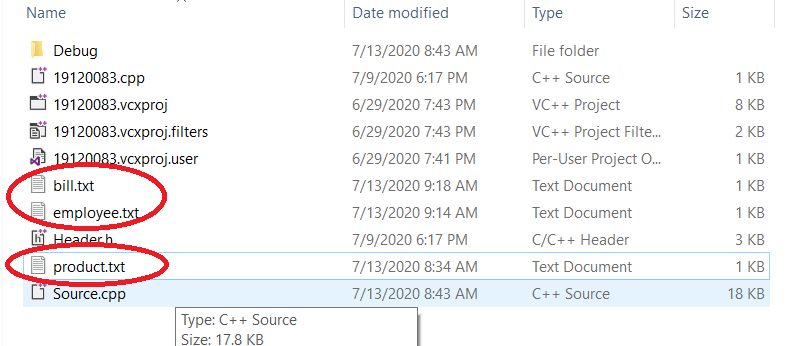 Name Date modified Type Size
Debug 7/13/2020 8:43 AM File folder
19120083.cpp 7/9/2020 6:17 PM C++ Source 1 KB
19120083.vcxproj 6/29/2020 7:43 PM VC++ Project 8 KB
19120083.vcxproj.filters 6/29/2020 7:43 PM VC++ Project Filte... 2 KB
19120083.vcxproj.user 6/29/2020 7:41 PM Per-User Project O... 1 KB
bill.txt 7/13/2020 9:18 AM Text Document 1 KB
employee.txt 7/13/2020 9:14 AM Text Document 1 KB
Header.h 7/9/2020 6:17 PM C/C++ Header 3 KB
product.txt 7/13/2020 8:34 AM Text Document 1 KB
Source.cpp 7/13/2020 8:43 AM C++ Source 18 KB
Type: C++ Source
Size: 17.8 KB